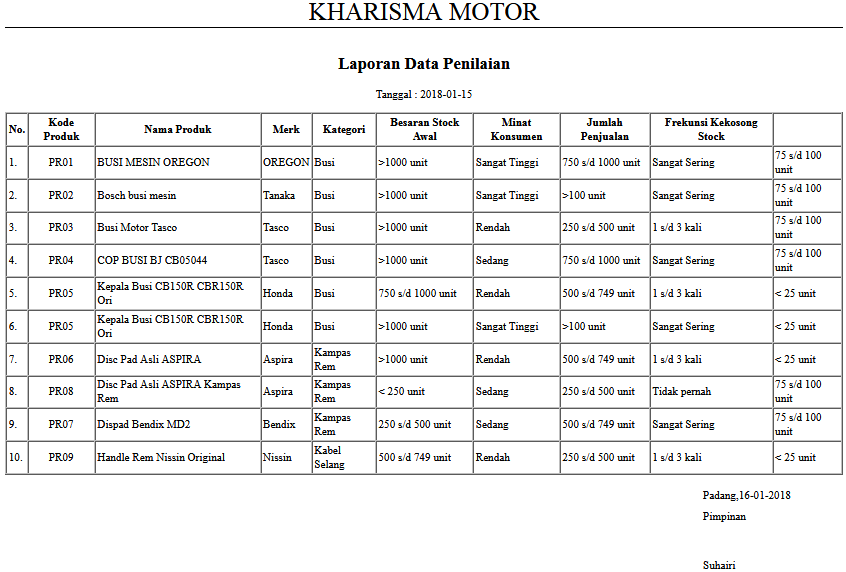 KHARISMA MOTOR
Laporan Data Penilaian
Tanggal : 2018-01-15
No. Kode Produk Nama Produk Merk Kategori Besaran Stock Awal Minat Konsumen Jumlah Penjualan Frekunsi Kekosong Stock
1. PR01 BUSI MESIN OREGON OREGON Busi >1000 unit Sangat Tinggi 750 s/d 1000 unit Sangat Sering 75 s/d 100 unit
2. PR02 Bosch busi mesin Tanaka Busi >1000 unit Sangat Tinggi >100 unit Sangat Sering 75 s/d 100 unit
3. PR03 Busi Motor Tasco Tasco Busi >1000 unit Rendah 250 s/d 500 unit 1 s/d 3 kali 75 s/d 100 unit
4. PR04 COP BUSI BJ CB05044 Tasco Busi >1000 unit Sedang 750 s/d 1000 unit Sangat Sering 75 s/d 100 unit
5. PR05 Kepala Busi CB150R CBR150R Ori Honda Busi 750 s/d 1000 unit Rendah 500 s/d 749 unit 1 s/d 3 kali < 25 unit
6. PR05 Kepala Busi CB150R CBR150R Ori Honda Busi >1000 unit Sangat Tinggi >100 unit Sangat Sering < 25 unit
7. PR06 Disc Pad Asli ASPIRA Aspira Kampas Rem >1000 unit Rendah 500 s/d 749 unit 1 s/d 3 kali < 25 unit
8. PR08 Disc Pad Asli ASPIRA Kampas Rem Aspira Kampas Rem < 250 unit Sedang 250 s/d 500 unit Tidak pernah 75 s/d 100 unit
9. PR07 Dispad Bendix MD2 Bendix Kampas Rem 250 s/d 500 unit Sedang 500 s/d 749 unit Sangat Sering 75 s/d 100 unit
10. PR09 Handle Rem Nissin Original Nissin Kabel Selang 500 s/d 749 unit Rendah 250 s/d 500 unit 1 s/d 3 kali < 25 unit
Padang,16-01-2018
Pimpinan
Suhairi